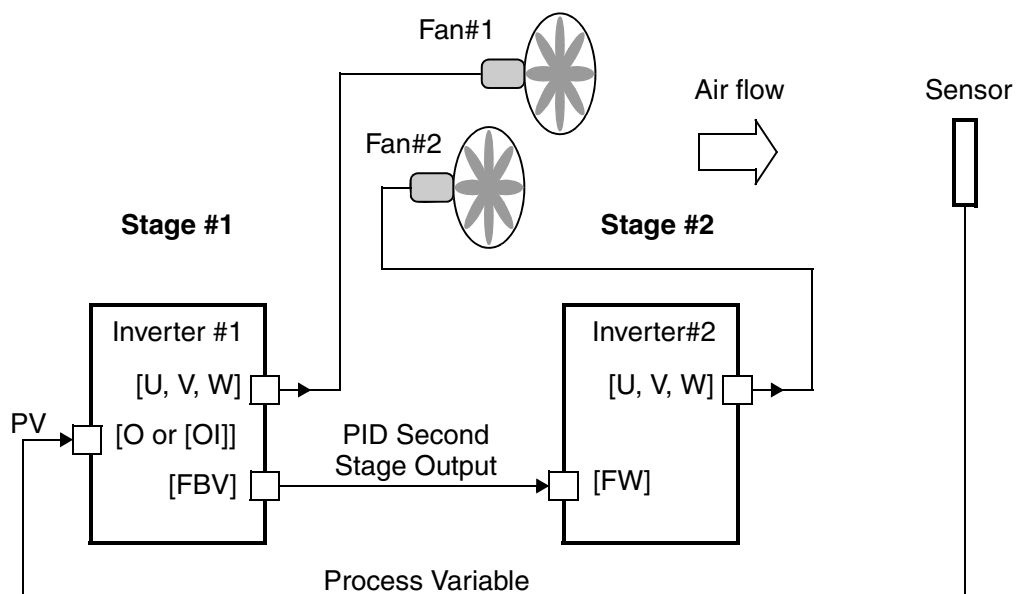 Fan#1
Air flow
Sensor
Fan#2
Stage #1
Stage #2
Inverter #1
Inverter#2
[U, V, W]
[U, V, W]
PV
[O or [OI]]
PID Second
Stage Output
[FBV]
[FW]
Process Variable